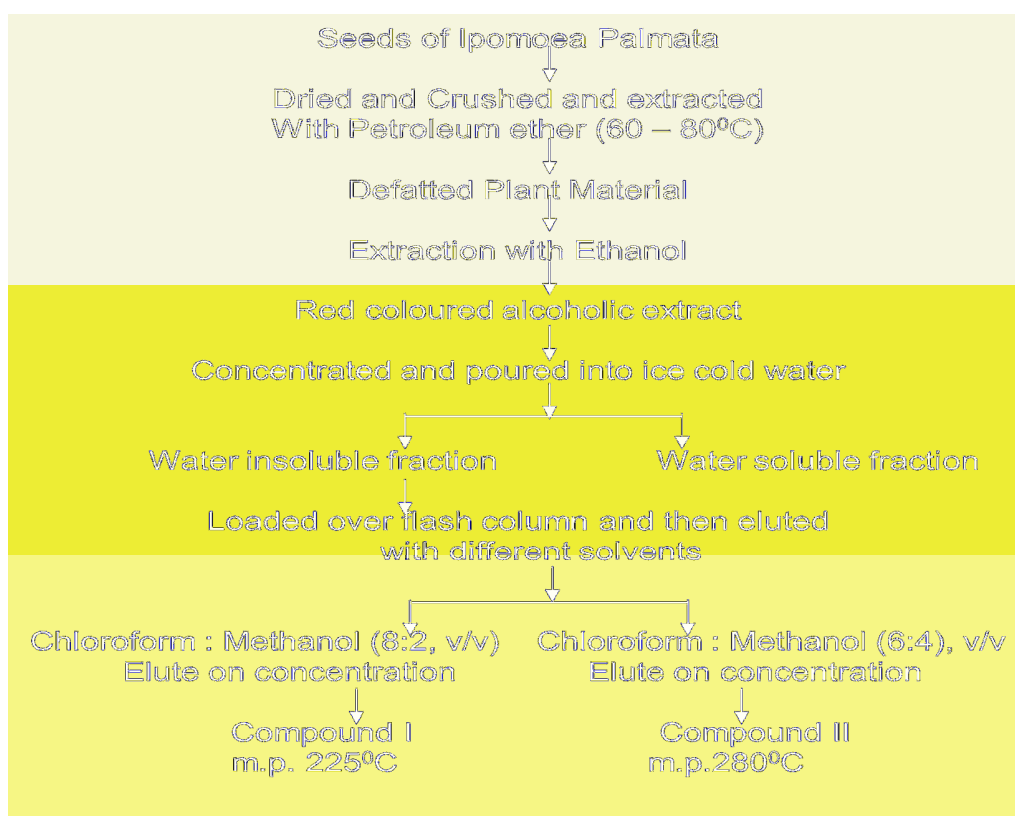 Seeds of Ipomoea Palmata
Dried and Crushed and extracted
With Petroleum ether (60 – 80⁰C)
Defatted Plant Material
Extraction with Ethanol
Red coloured alcoholic extract
Concentrated and poured into ice cold water
Water insoluble fraction
Water soluble fraction
Loaded over flash column and then eluted
with different solvents
Chloroform : Methanol (8:2, v/v)
Elute on concentration
Chloroform : Methanol (6:4), v/v
Elute on concentration
Compound I
m.p. 225⁰C
Compound II
m.p.280⁰C